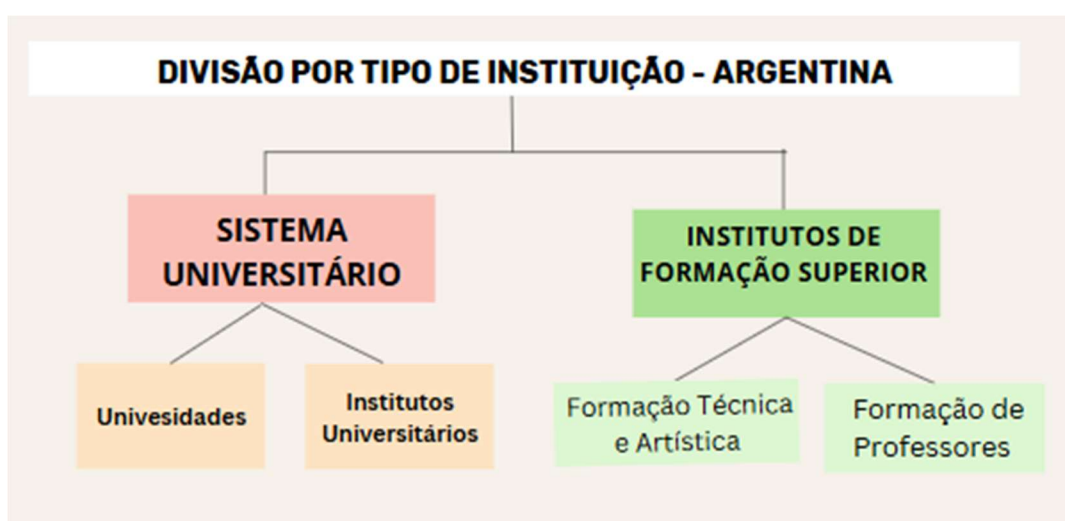 DIVISÃO POR TIPO DE INSTITUIÇÃO - ARGENTINA
SISTEMA
UNIVERSITÁRIO
INSTITUTOS DE
FORMAÇÃO SUPERIOR
Univesidades
Institutos
Universitários
Formação Técnica
e Artística
Formação de
Professores